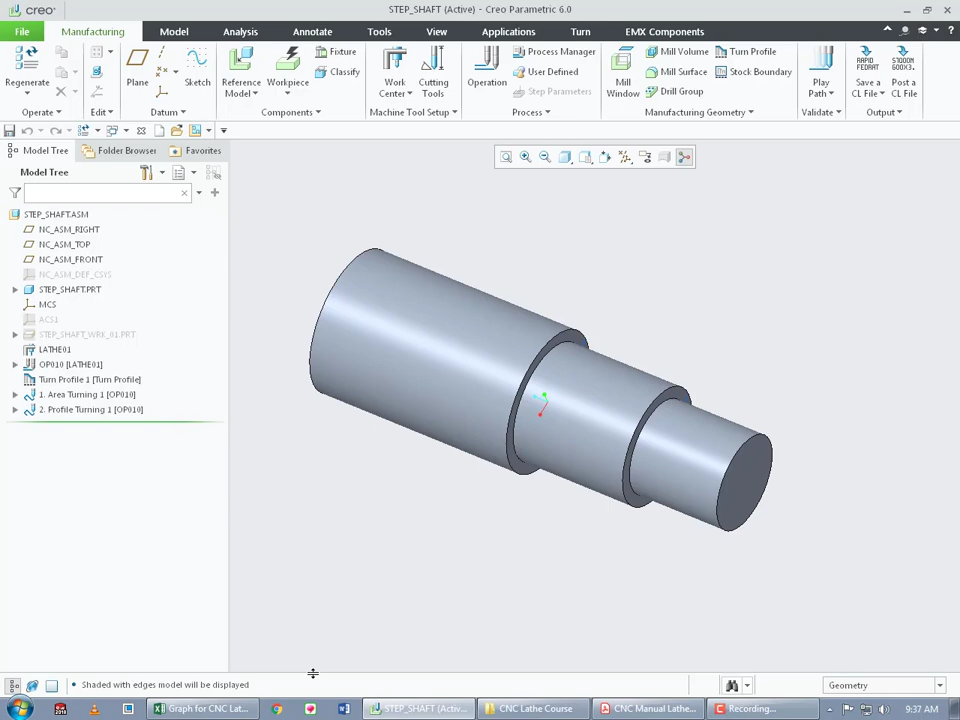 creo
STEP_SHAFT (Active) - Creo Parametric 6.0
File Manufacturing Model Analysis Annotate Tools View Applications Turn EMX Components
Regenerate
Plane
Sketch
Reference Model
Workpiece
Fixture
Classify
Work Center
Cutting Tools
Operation
Process Manager
User Defined
Step Parameters
Mill Window
Mill Volume
Mill Surface
Drill Group
Turn Profile
Stock Boundary
Play Path
RAPID
FEDRAT
Save a CL File
Post a CL File
Operate Edit Datum Components Machine Tool Setup Process Manufacturing Geometry Validate Output
Model Tree Folder Browser Favorites
Model Tree
STEP_SHAFT.ASM
NC_ASM_RIGHT
NC_ASM_TOP
NC_ASM_FRONT
NC_ASM_DEF_CSYS
STEP_SHAFT.PRT
MCS
ACS1
STEP_SHAFT_WRK_01.PRT
LATHE01
OP010 [LATHE01]
Turn Profile 1 [Turn Profile]
1. Area Turning 1 [OP010]
2. Profile Turning 1 [OP010]
• Shaded with edges model will be displayed
Geometry
Graph for CNC Lat...
STEP_SHAFT (Activ...
CNC Lathe Course
CNC Manual Lathe...
Recording...
9:37 AM